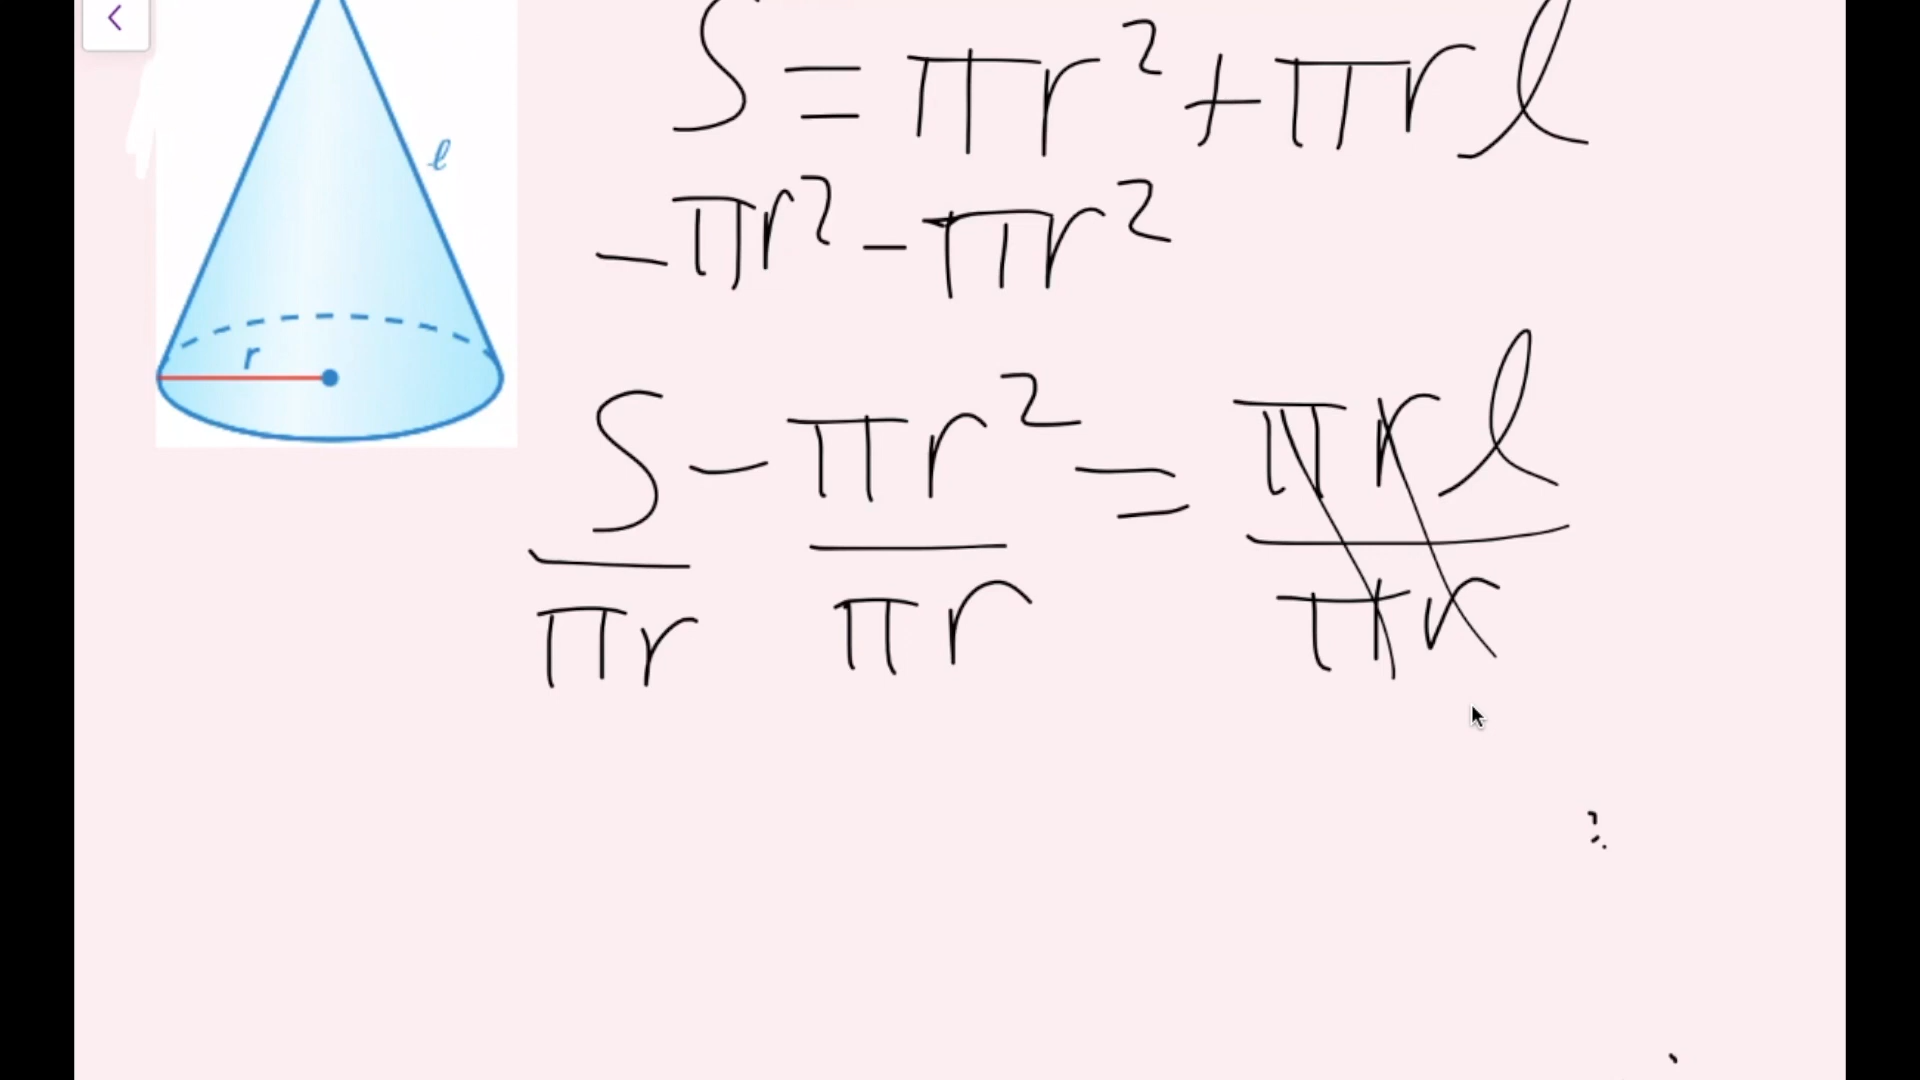 S = πr² + πrl
-πr² - πr²
S - πr² = πrl
πr πr πr
ℓ
r